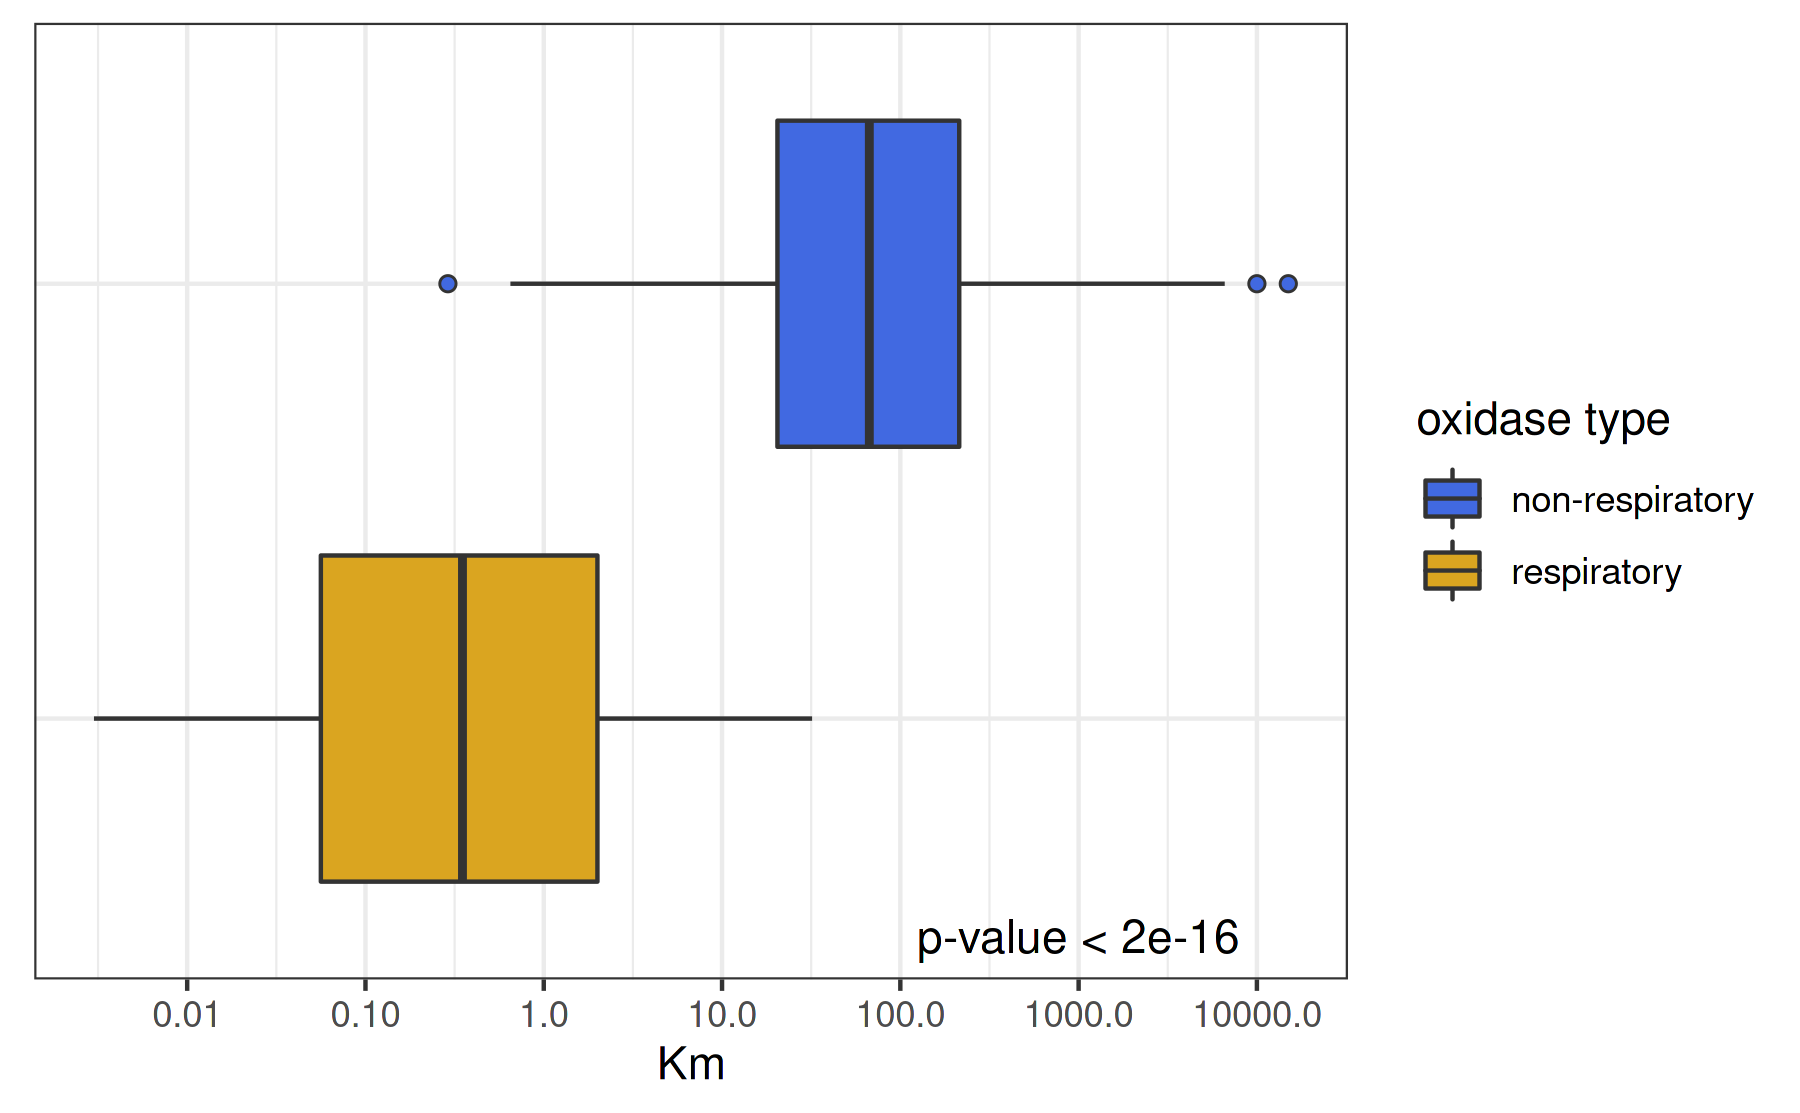 oxidase type
non-respiratory
respiratory
p-value < 2e-16
0.01 0.10 1.0 10.0 100.0 1000.0 10000.0
Km